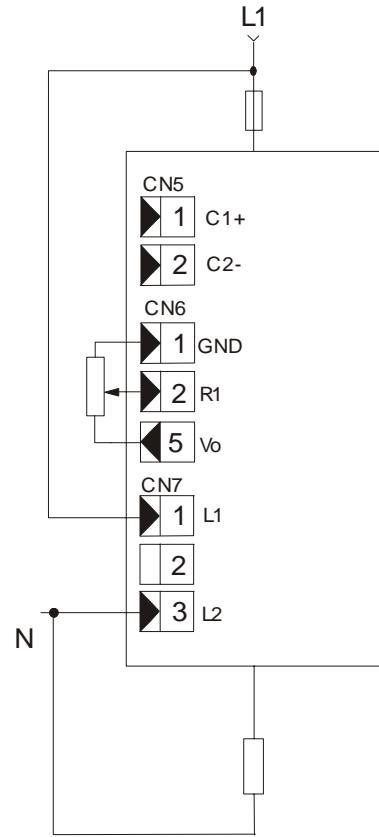 L1
CN5
1 C1+
2 C2-
CN6
1 GND
2 R1
5 Vo
CN7
1 L1
2
3 L2
N